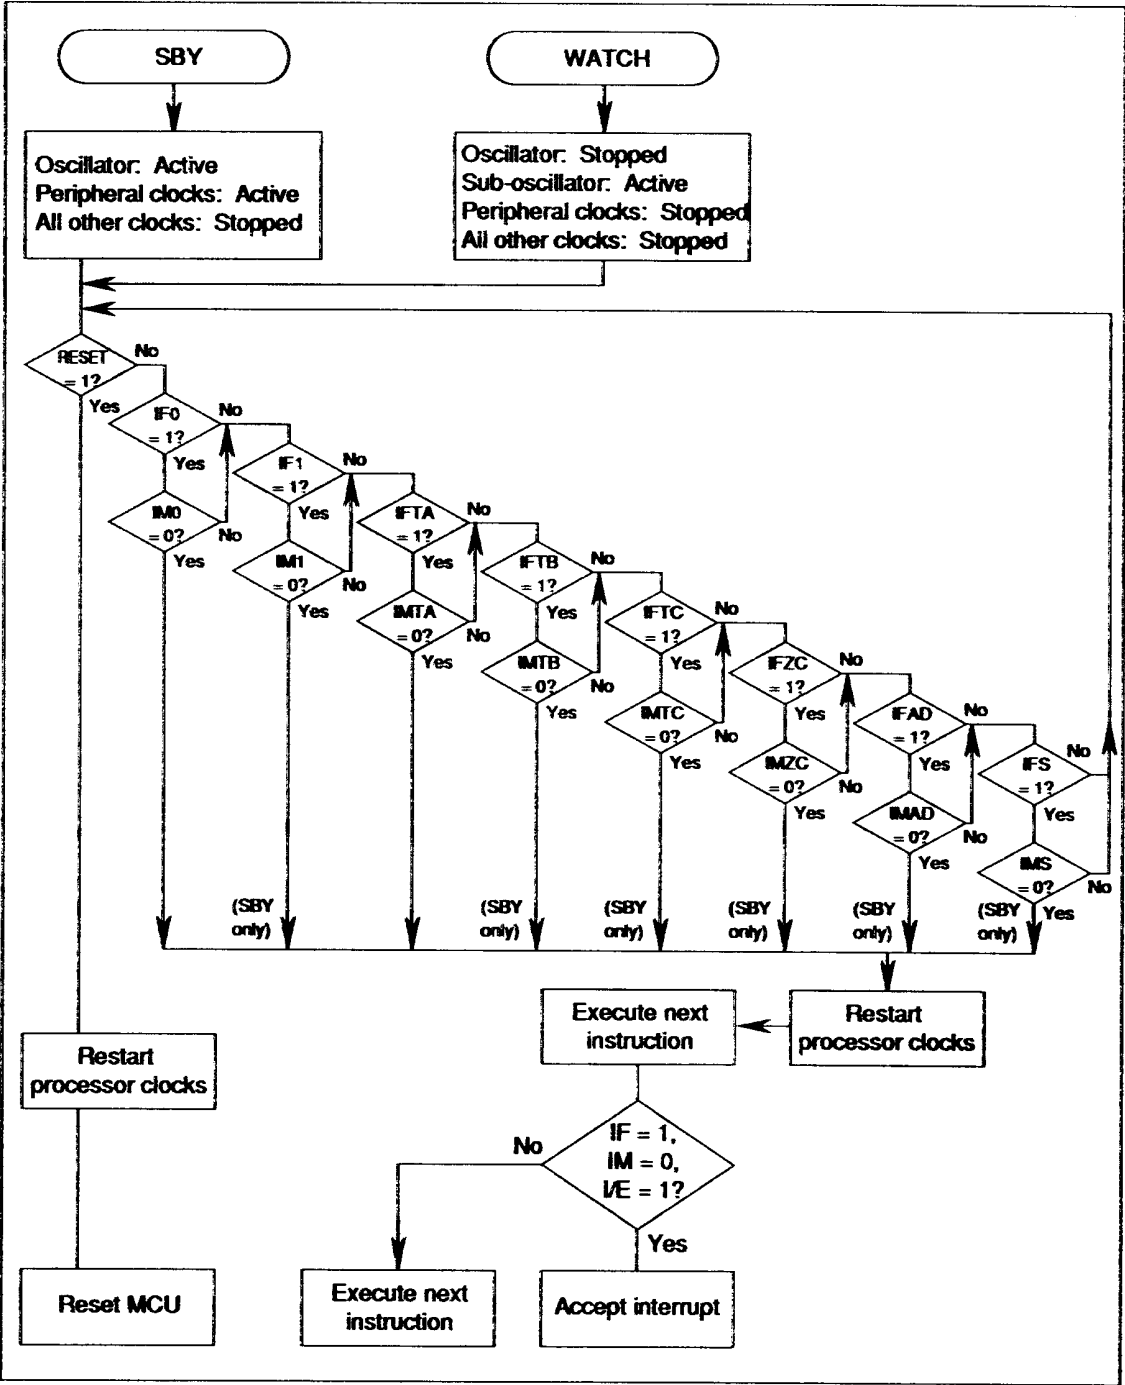 SBY
WATCH
Oscillator: Active
Peripheral clocks: Active
All other clocks: Stopped
Oscillator: Stopped
Sub-oscillator: Active
Peripheral clocks: Stopped
All other clocks: Stopped
RESET
= 1?
No
Yes
IF0
= 1?
No
Yes
IM0
= 0?
No
Yes
IF1
= 1?
No
Yes
IM1
= 0?
No
Yes
IFTA
= 1?
No
Yes
IMTA
= 0?
No
Yes
IFTB
= 1?
No
Yes
IMTB
= 0?
No
Yes
IFTC
= 1?
No
Yes
IMTC
= 0?
No
Yes
IFZC
= 1?
No
Yes
IMZC
= 0?
No
Yes
IFAD
= 1?
No
Yes
IMAD
= 0?
No
Yes
IFS
= 1?
No
Yes
IMS
= 0?
No
Yes
(SBY
only)
(SBY
only)
(SBY
only)
(SBY
only)
(SBY
only)
(SBY
only)
Execute next
instruction
Restart
processor clocks
Restart
processor clocks
IF = 1,
IM = 0,
I/E = 1?
No
Yes
Reset MCU
Execute next
instruction
Accept interrupt